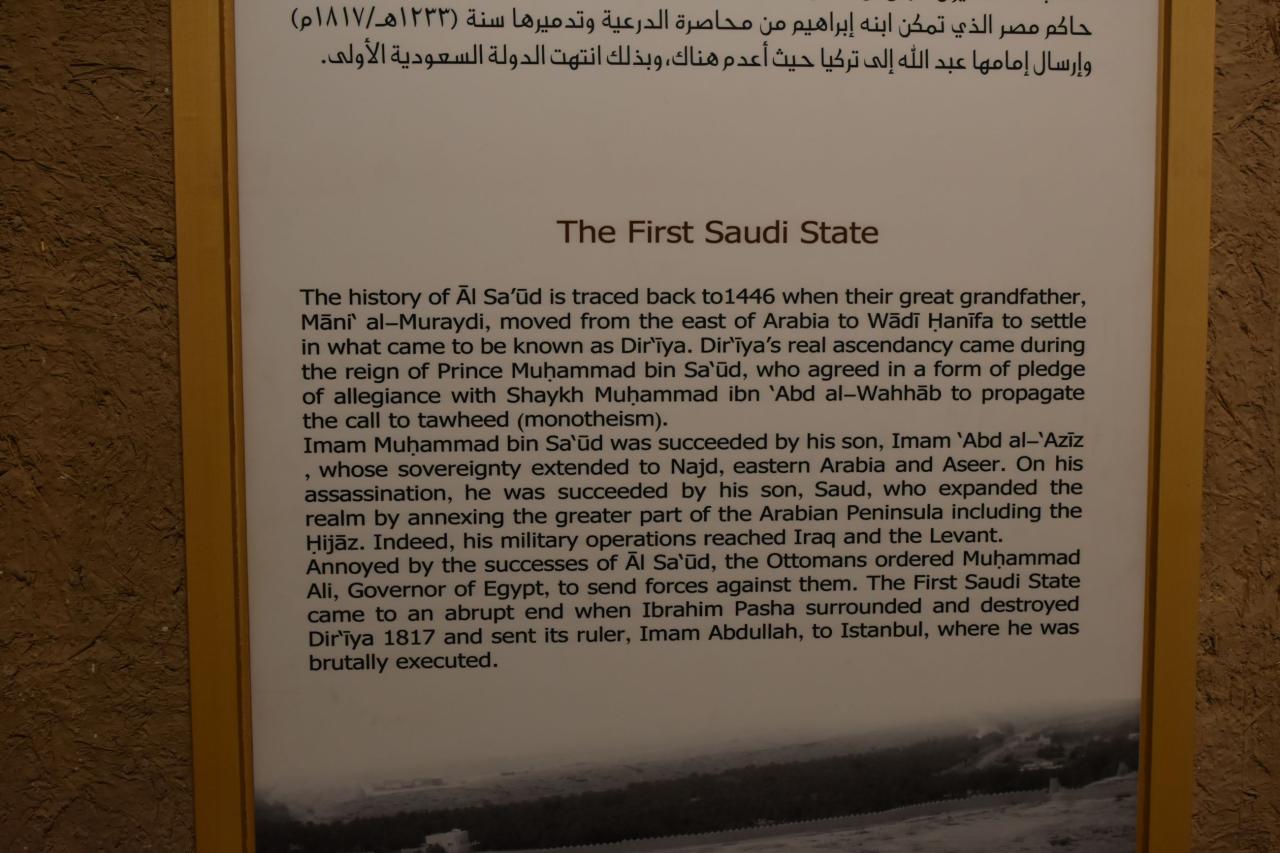 حاكم مصر الذي تمكن ابنه إبراهيم من محاصرة الدرعية وتدميرها سنة (١٢٣٣هـ/١٨١٧م)
وإرسال إمامها عبد الله إلى تركيا حيث أعدم هناك، وبذلك انتهت الدولة السعودية الأولى.
The First Saudi State
The history of Āl Sa’ūd is traced back to1446 when their great grandfather,
Māni‘ al–Muraydi, moved from the east of Arabia to Wādī Ḥanīfa to settle
in what came to be known as Dir‘īya. Dir‘īya’s real ascendancy came during
the reign of Prince Muḥammad bin Sa‘ūd, who agreed in a form of pledge
of allegiance with Shaykh Muḥammad ibn ‘Abd al–Wahhāb to propagate
the call to tawheed (monotheism).
Imam Muḥammad bin Sa‘ūd was succeeded by his son, Imam ‘Abd al–‘Azīz
, whose sovereignty extended to Najd, eastern Arabia and Aseer. On his
assassination, he was succeeded by his son, Saud, who expanded the
realm by annexing the greater part of the Arabian Peninsula including the
Ḥijāz. Indeed, his military operations reached Iraq and the Levant.
Annoyed by the successes of Āl Sa‘ūd, the Ottomans ordered Muḥammad
Ali, Governor of Egypt, to send forces against them. The First Saudi State
came to an abrupt end when Ibrahim Pasha surrounded and destroyed
Dir‘īya 1817 and sent its ruler, Imam Abdullah, to Istanbul, where he was
brutally executed.